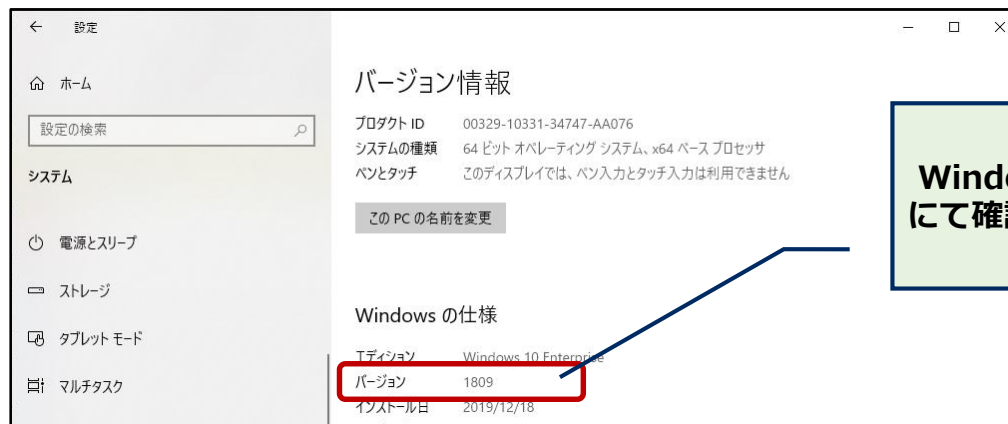 設定
ホーム
設定の検索
システム
電源とスリープ
ストレージ
タブレット モード
マルチタスク
バージョン情報
プロダクト ID 00329-10331-34747-AA076
システムの種類 64 ビット オペレーティング システム、x64 ベース プロセッサ
ペンとタッチ このディスプレイでは、ペン入力とタッチ入力は利用できません
この PC の名前を変更
Windows の仕様
エディション Windows 10 Enterprise
バージョン 1809
インストール日 2019/12/18
にて確